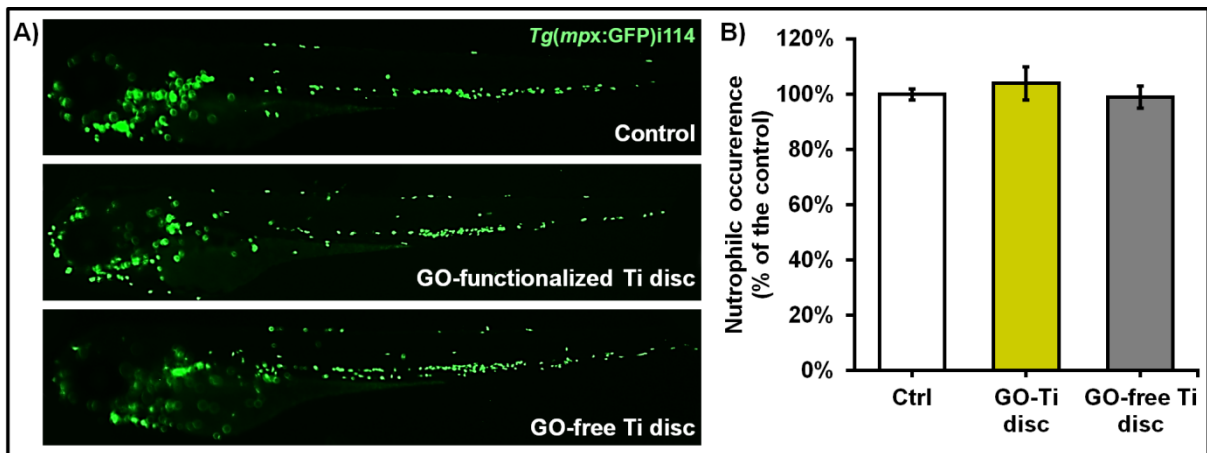 A)
Tg(mpx:GFP)i114
Control
GO-functionalized Ti disc
GO-free Ti disc
B)
Nutrophilc occurerence
(% of the control)
120%
100%
80%
60%
40%
20%
0%
Ctrl
GO-Ti
disc
GO-free Ti
disc